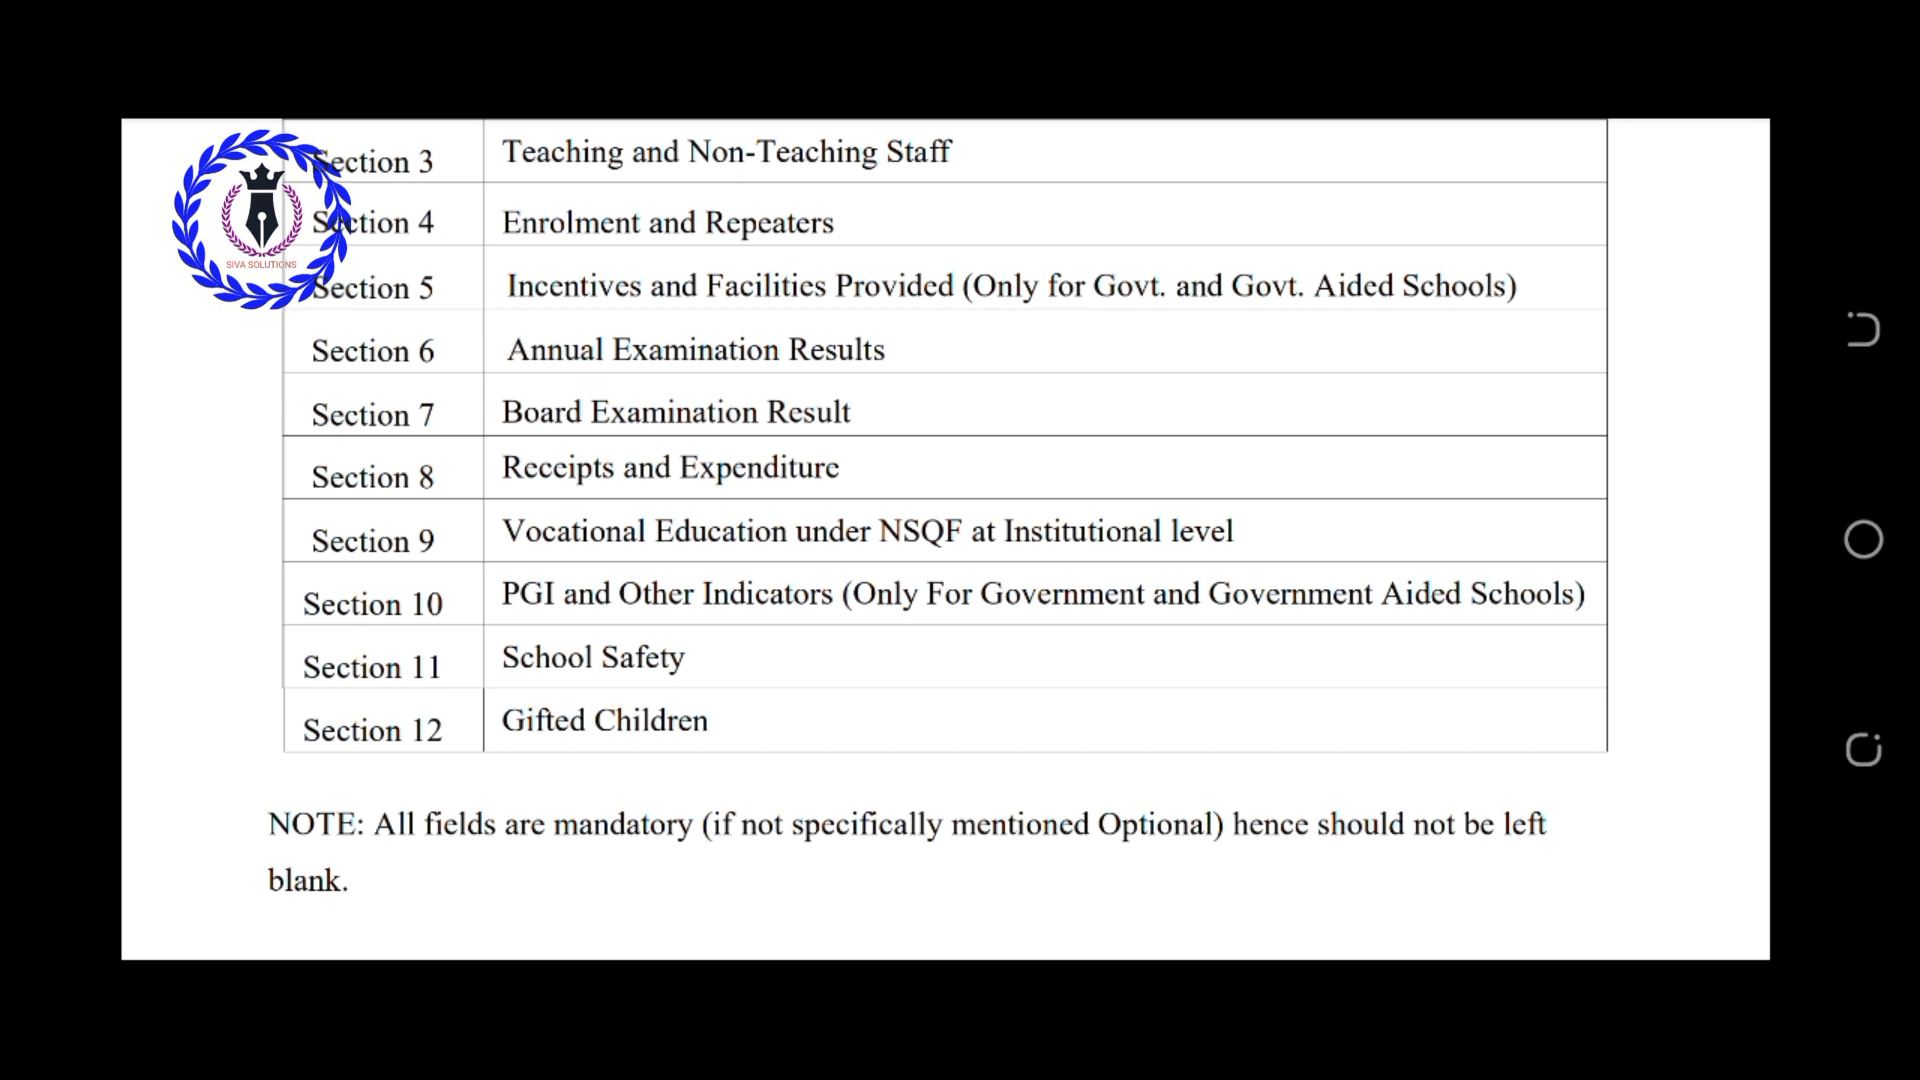 Section 3 Teaching and Non-Teaching Staff
Section 4 Enrolment and Repeaters
SIVA SOLUTIONS
Section 5 Incentives and Facilities Provided (Only for Govt. and Govt. Aided Schools)
Section 6 Annual Examination Results
Section 7 Board Examination Result
Section 8 Receipts and Expenditure
Section 9 Vocational Education under NSQF at Institutional level
Section 10 PGI and Other Indicators (Only For Government and Government Aided Schools)
Section 11 School Safety
Section 12 Gifted Children
NOTE: All fields are mandatory (if not specifically mentioned Optional) hence should not be left
blank.